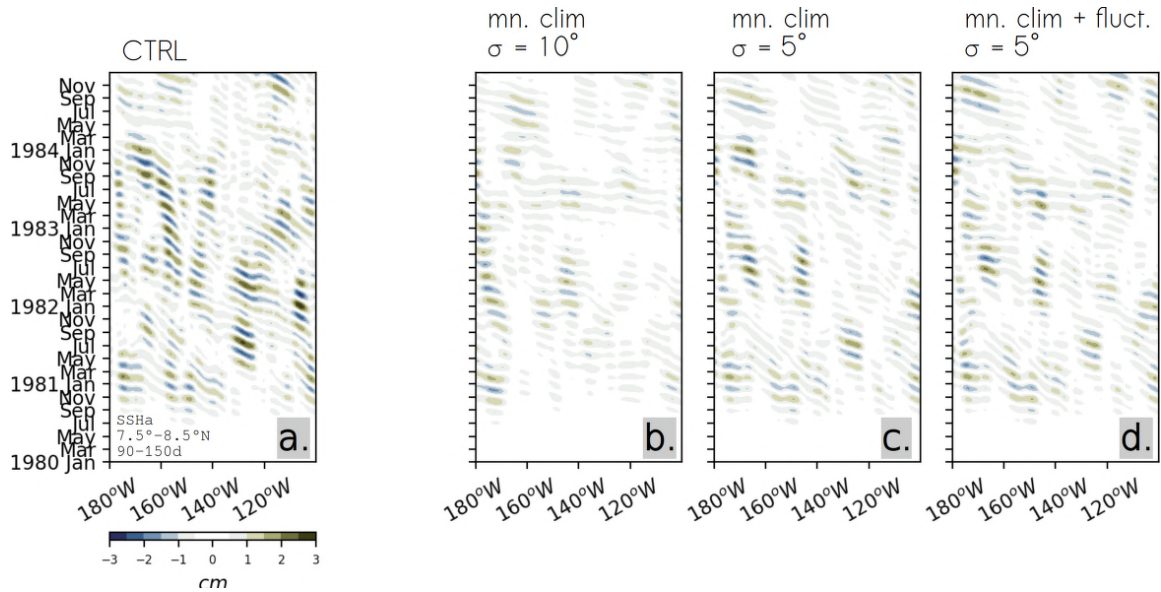 mn. clim
σ = 10°
mn. clim
σ = 5°
mn. clim + fluct.
σ = 5°
CTRL
Nov
Sep
Jul
May
Mar
1984 Jan
Nov
Sep
Jul
May
Mar
1983 Jan
Nov
Sep
Jul
May
Mar
1982 Jan
Nov
Sep
Jul
May
Mar
1981 Jan
Nov
Sep
Jul
May
Mar
1980 Jan
SSHa
7.5°-8.5°N
90-150d
a.
b.
c.
d.
180°W 160°W 140°W 120°W
180°W 160°W 140°W 120°W
180°W 160°W 140°W 120°W
180°W 160°W 140°W 120°W
−3 −2 −1 0 1 2 3
cm